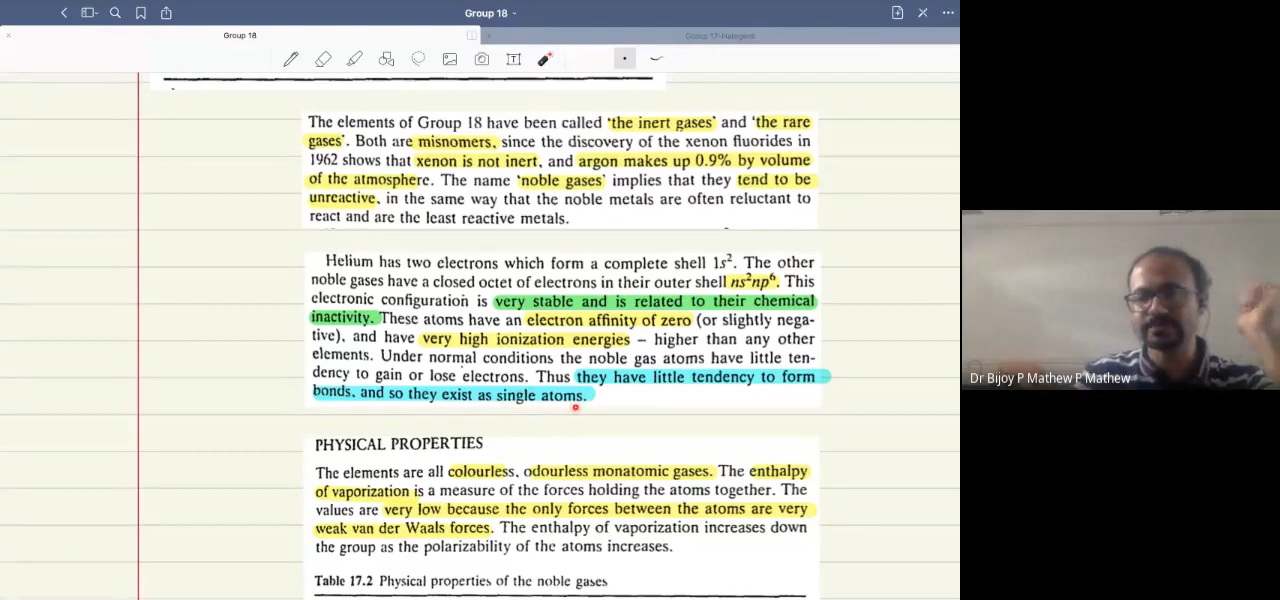 Group 18
Group 18
Group 17-Halogens
T
The elements of Group 18 have been called 'the inert gases' and 'the rare
gases'. Both are misnomers, since the discovery of the xenon fluorides in
1962 shows that xenon is not inert, and argon makes up 0.9% by volume
of the atmosphere. The name 'noble gases' implies that they tend to be
unreactive, in the same way that the noble metals are often reluctant to
react and are the least reactive metals.
Helium has two electrons which form a complete shell 1s². The other
noble gases have a closed octet of electrons in their outer shell ns²np⁶. This
electronic configuration is very stable and is related to their chemical
inactivity. These atoms have an electron affinity of zero (or slightly nega-
tive), and have very high ionization energies – higher than any other
elements. Under normal conditions the noble gas atoms have little ten-
dency to gain or lose electrons. Thus they have little tendency to form
bonds, and so they exist as single atoms.
Dr Bijoy P Mathew P Mathew
PHYSICAL PROPERTIES
The elements are all colourless, odourless monatomic gases. The enthalpy
of vaporization is a measure of the forces holding the atoms together. The
values are very low because the only forces between the atoms are very
weak van der Waals forces. The enthalpy of vaporization increases down
the group as the polarizability of the atoms increases.
Table 17.2 Physical properties of the noble gases